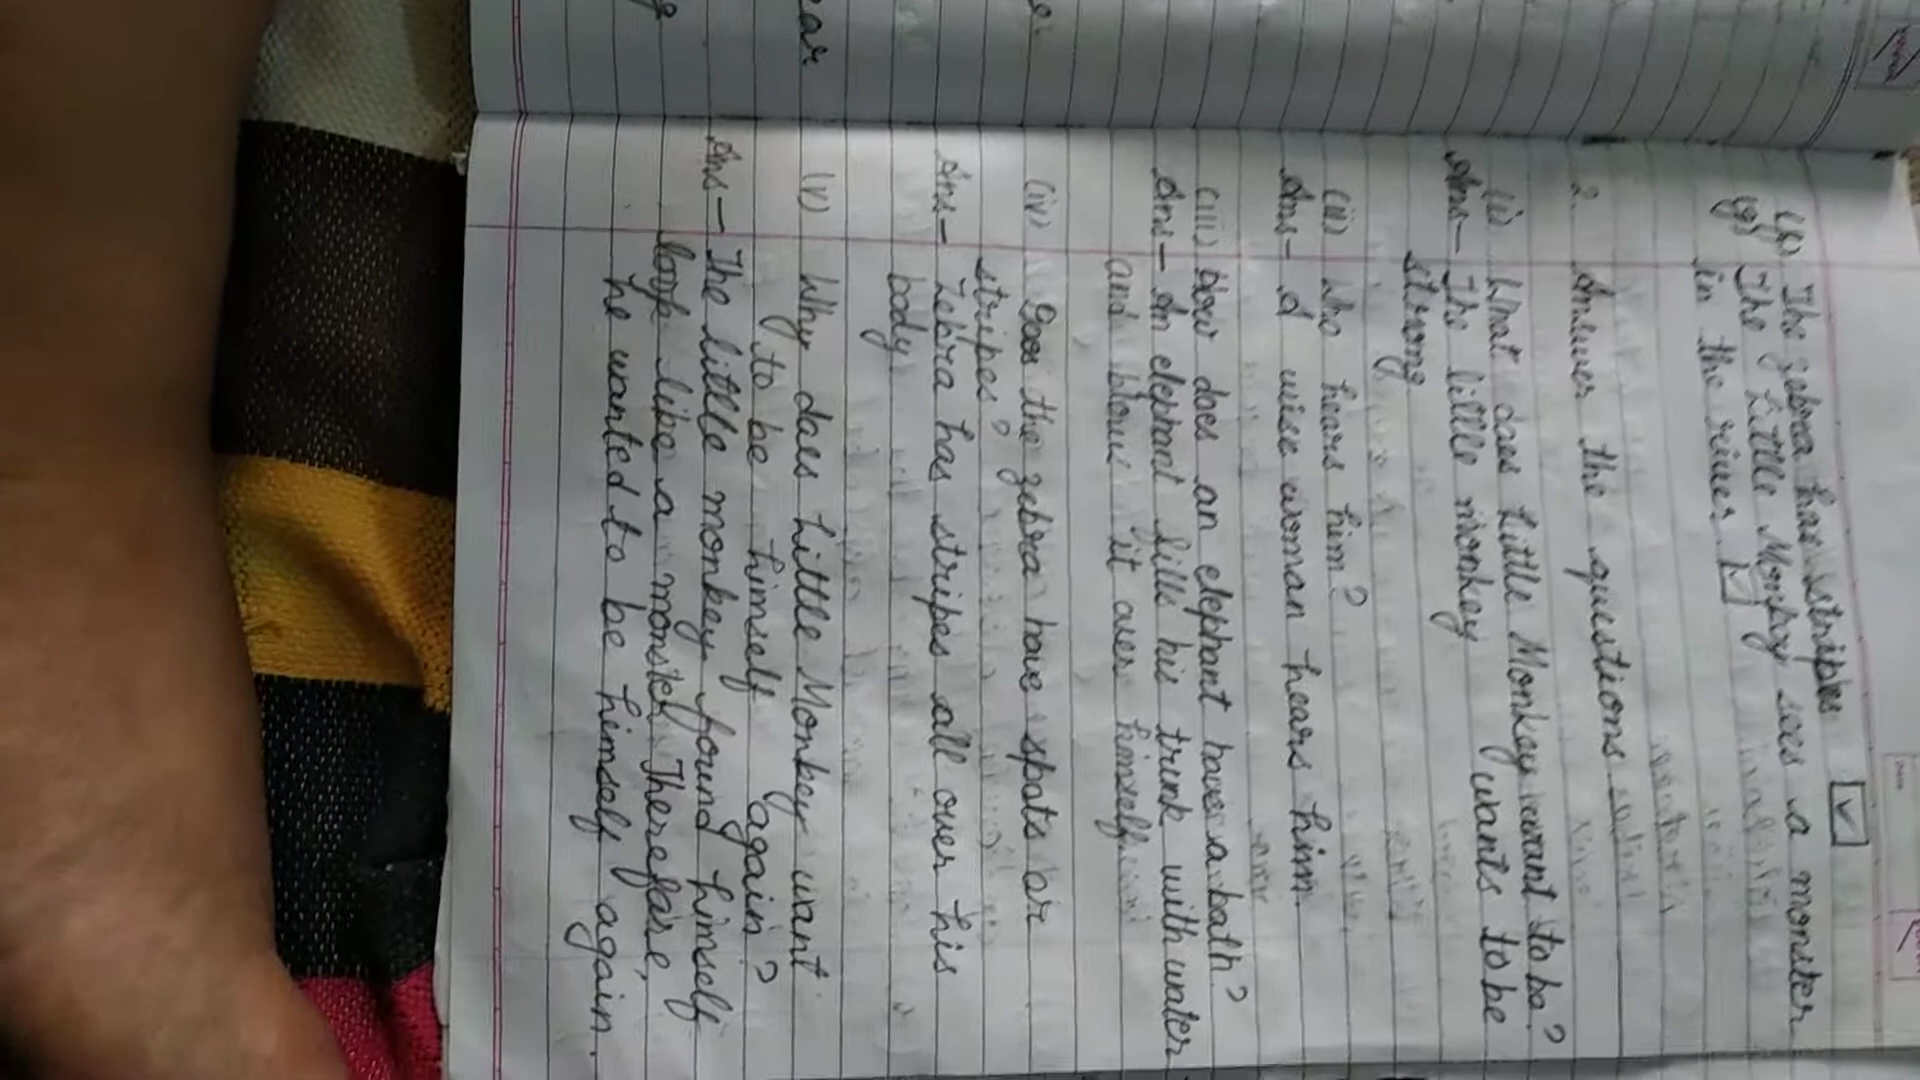 (f) The zebra has stripes ☑
(g) The Little Monkey sees a monster
in the river. ☑
2. Answer the questions
(i) What does Little Monkey want to be?
Ans- The little monkey wants to be
strong
(ii) Who hears him?
Ans- A wise woman hears him
(iii) How does an elephant have a bath?
Ans- An elephant fills his trunk with water
and blows it over himself
(iv) Does the zebra have spots or
stripes?
Ans- Zebra has stripes all over his
body
(v) Why does Little Monkey want
to be himself again?
Ans- The little monkey found himself
look like a monster. Therefore,
he wanted to be himself again.